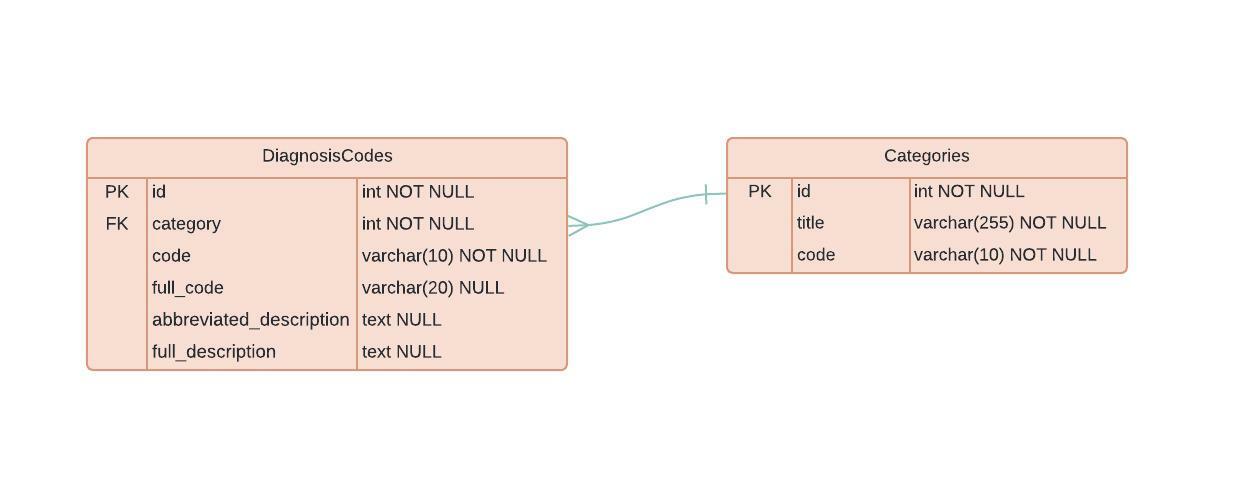 DiagnosisCodes
PK id int NOT NULL
FK category int NOT NULL
code varchar(10) NOT NULL
full_code varchar(20) NULL
abbreviated_description text NULL
full_description text NULL
Categories
PK id int NOT NULL
title varchar(255) NOT NULL
code varchar(10) NOT NULL